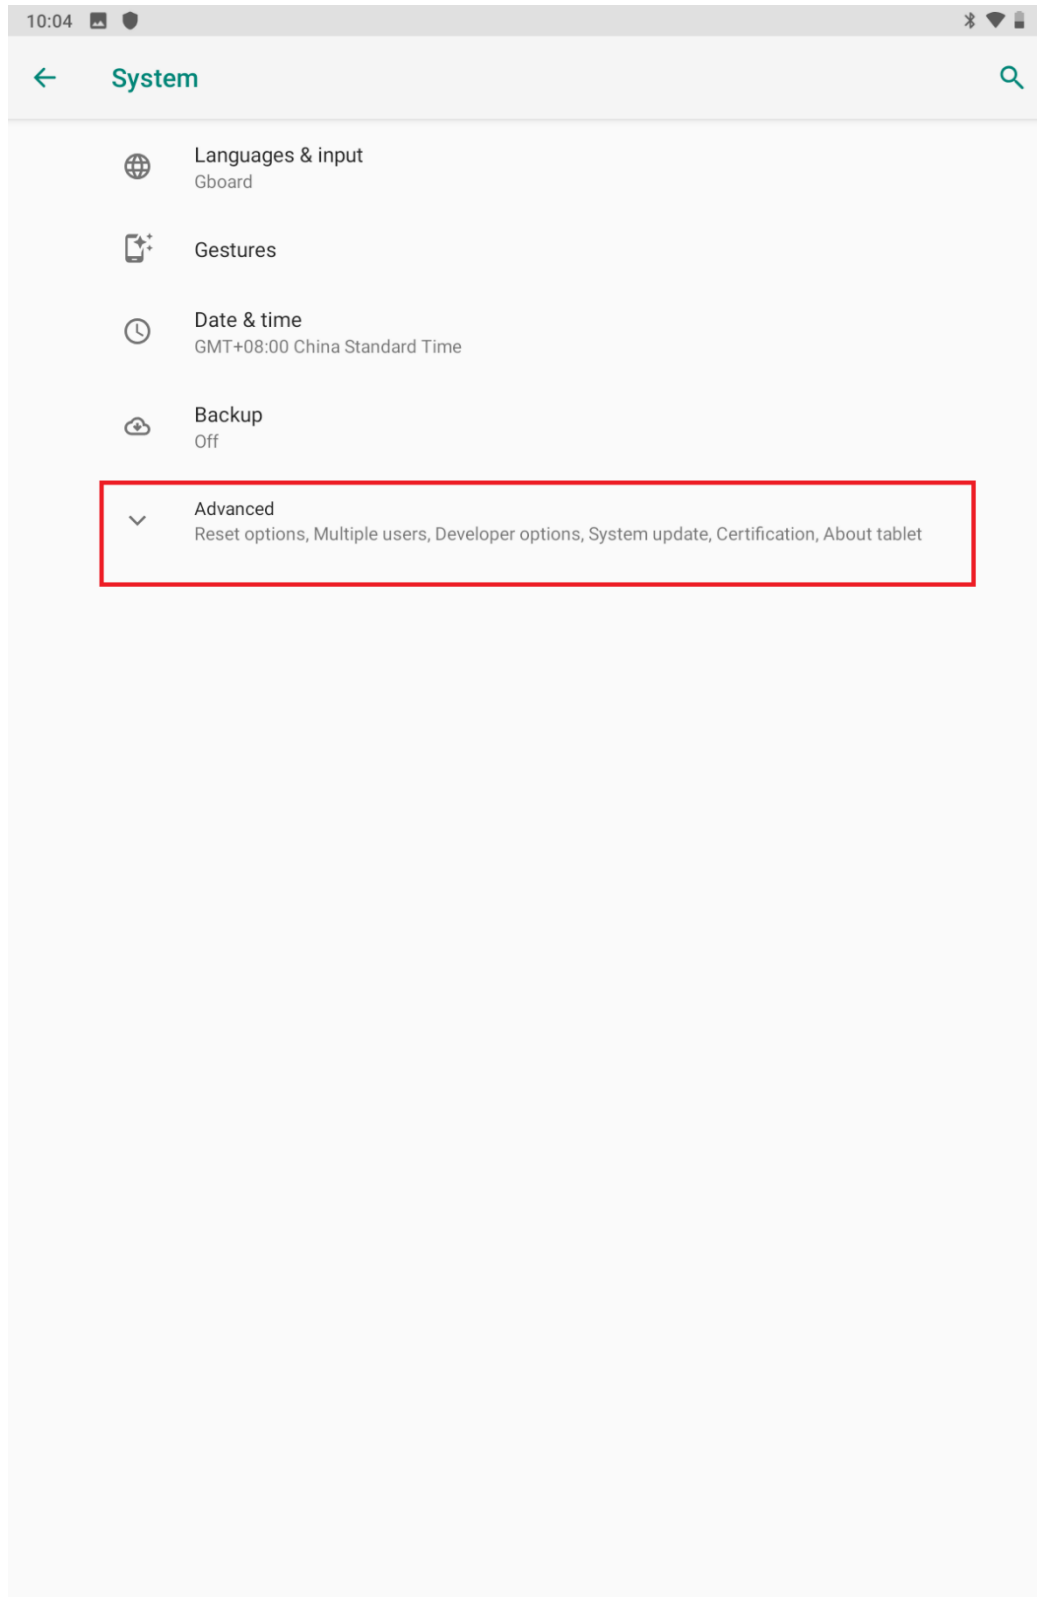 10:04
System
Languages & input
Gboard
Gestures
Date & time
GMT+08:00 China Standard Time
Backup
Off
Advanced
Reset options, Multiple users, Developer options, System update, Certification, About tablet